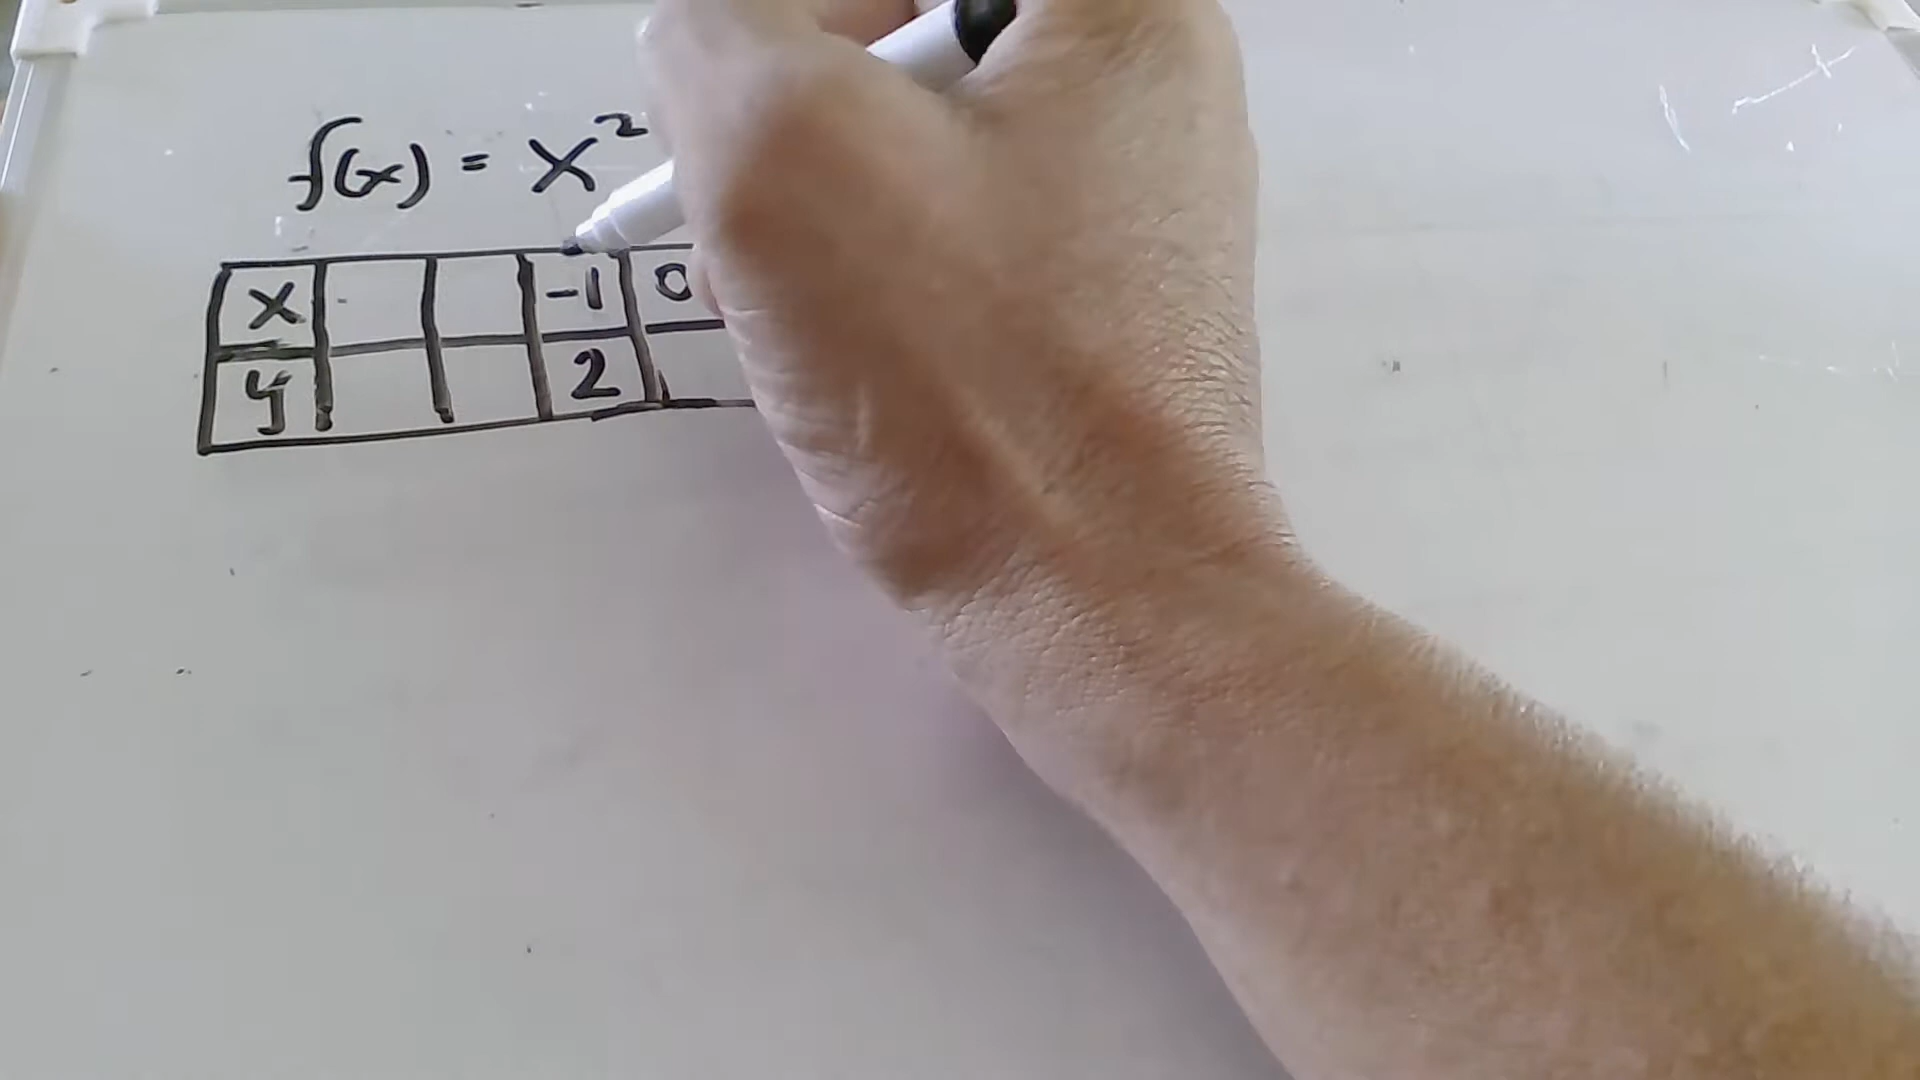 f(x) = x²
x -1 0
y 2